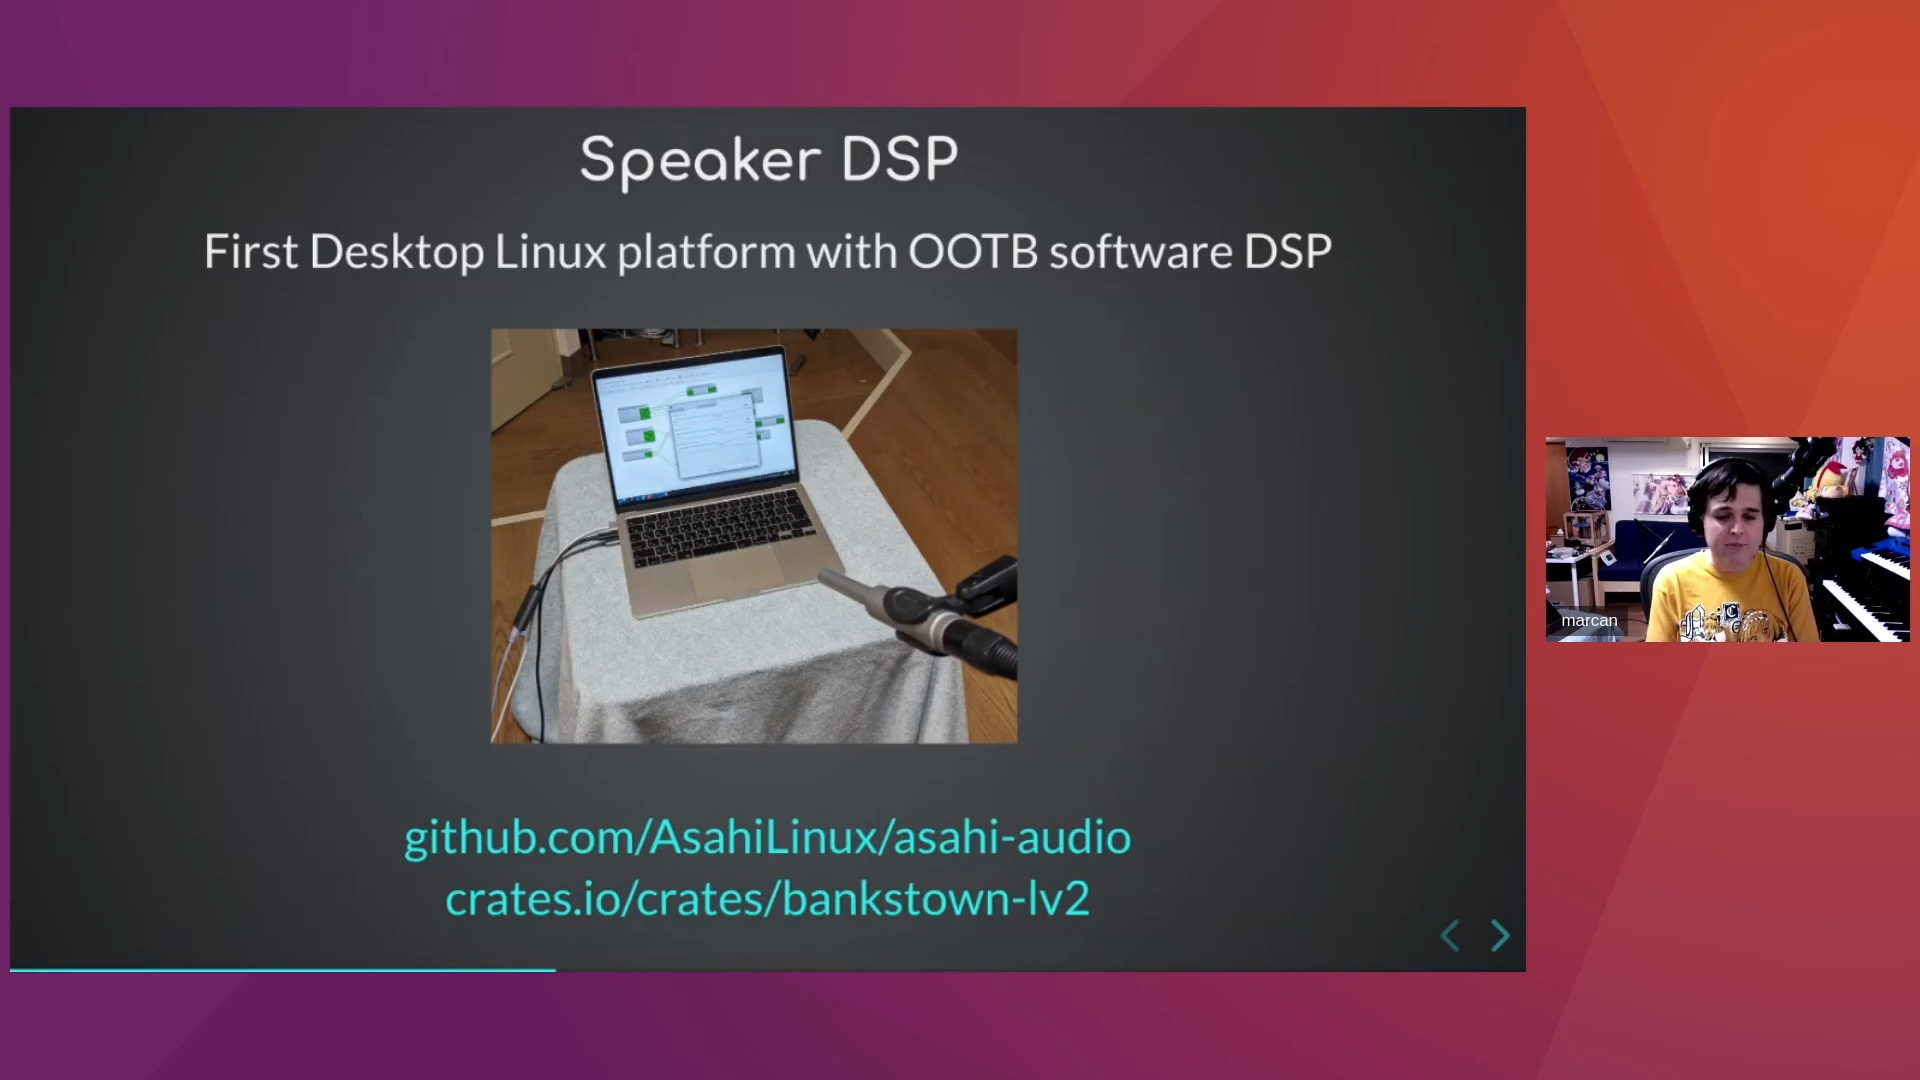 Speaker DSP
First Desktop Linux platform with OOTB software DSP
github.com/AsahiLinux/asahi-audio
crates.io/crates/bankstown-lv2
marcan